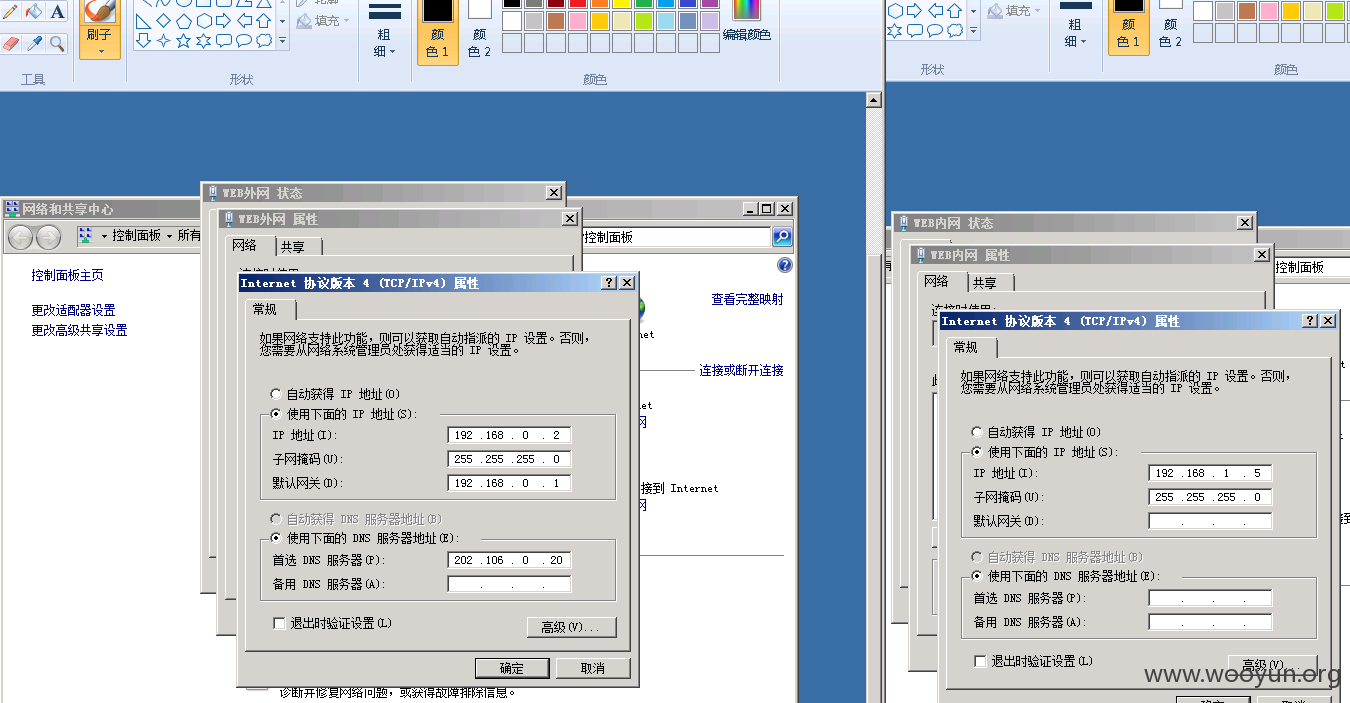 轮廓
A
填充
刷子
粗
细
颜
色 1
颜
色 2
编辑颜色
工具
形状
颜色
填充
粗
细
颜
色 1
颜
色 2
形状
颜色
网络和共享中心
控制面板 所有
控制面板
控制面板主页
更改适配器设置
更改高级共享设置
查看完整映射
连接或断开连接
接到 Internet
诊断并修复网络问题，或获得故障排除信息。
WEB外网 状态
WEB外网 属性
网络 共享
Internet 协议版本 4 (TCP/IPv4) 属性
常规
如果网络支持此功能，则可以获取自动指派的 IP 设置。否则，
您需要从网络系统管理员处获得适当的 IP 设置。
自动获得 IP 地址(O)
使用下面的 IP 地址(S):
IP 地址(I): 192 .168 . 0 . 2
子网掩码(U): 255 .255 .255 . 0
默认网关(D): 192 .168 . 0 . 1
自动获得 DNS 服务器地址(B)
使用下面的 DNS 服务器地址(E):
首选 DNS 服务器(P): 202 .106 . 0 . 20
备用 DNS 服务器(A): . . .
退出时验证设置(L)
高级(V)...
确定 取消
WEB内网 状态
WEB内网 属性
控制面板
网络 共享
连接时使用:
Internet 协议版本 4 (TCP/IPv4) 属性
常规
如果网络支持此功能，则可以获取自动指派的 IP 设置。否则，
您需要从网络系统管理员处获得适当的 IP 设置。
自动获得 IP 地址(O)
使用下面的 IP 地址(S):
IP 地址(I): 192 .168 . 1 . 5
子网掩码(U): 255 .255 .255 . 0
默认网关(D): . . .
自动获得 DNS 服务器地址(B)
使用下面的 DNS 服务器地址(E):
首选 DNS 服务器(P): . . .
备用 DNS 服务器(A): . . .
退出时验证设置(L)
高级(V)...
www.wooyun.org